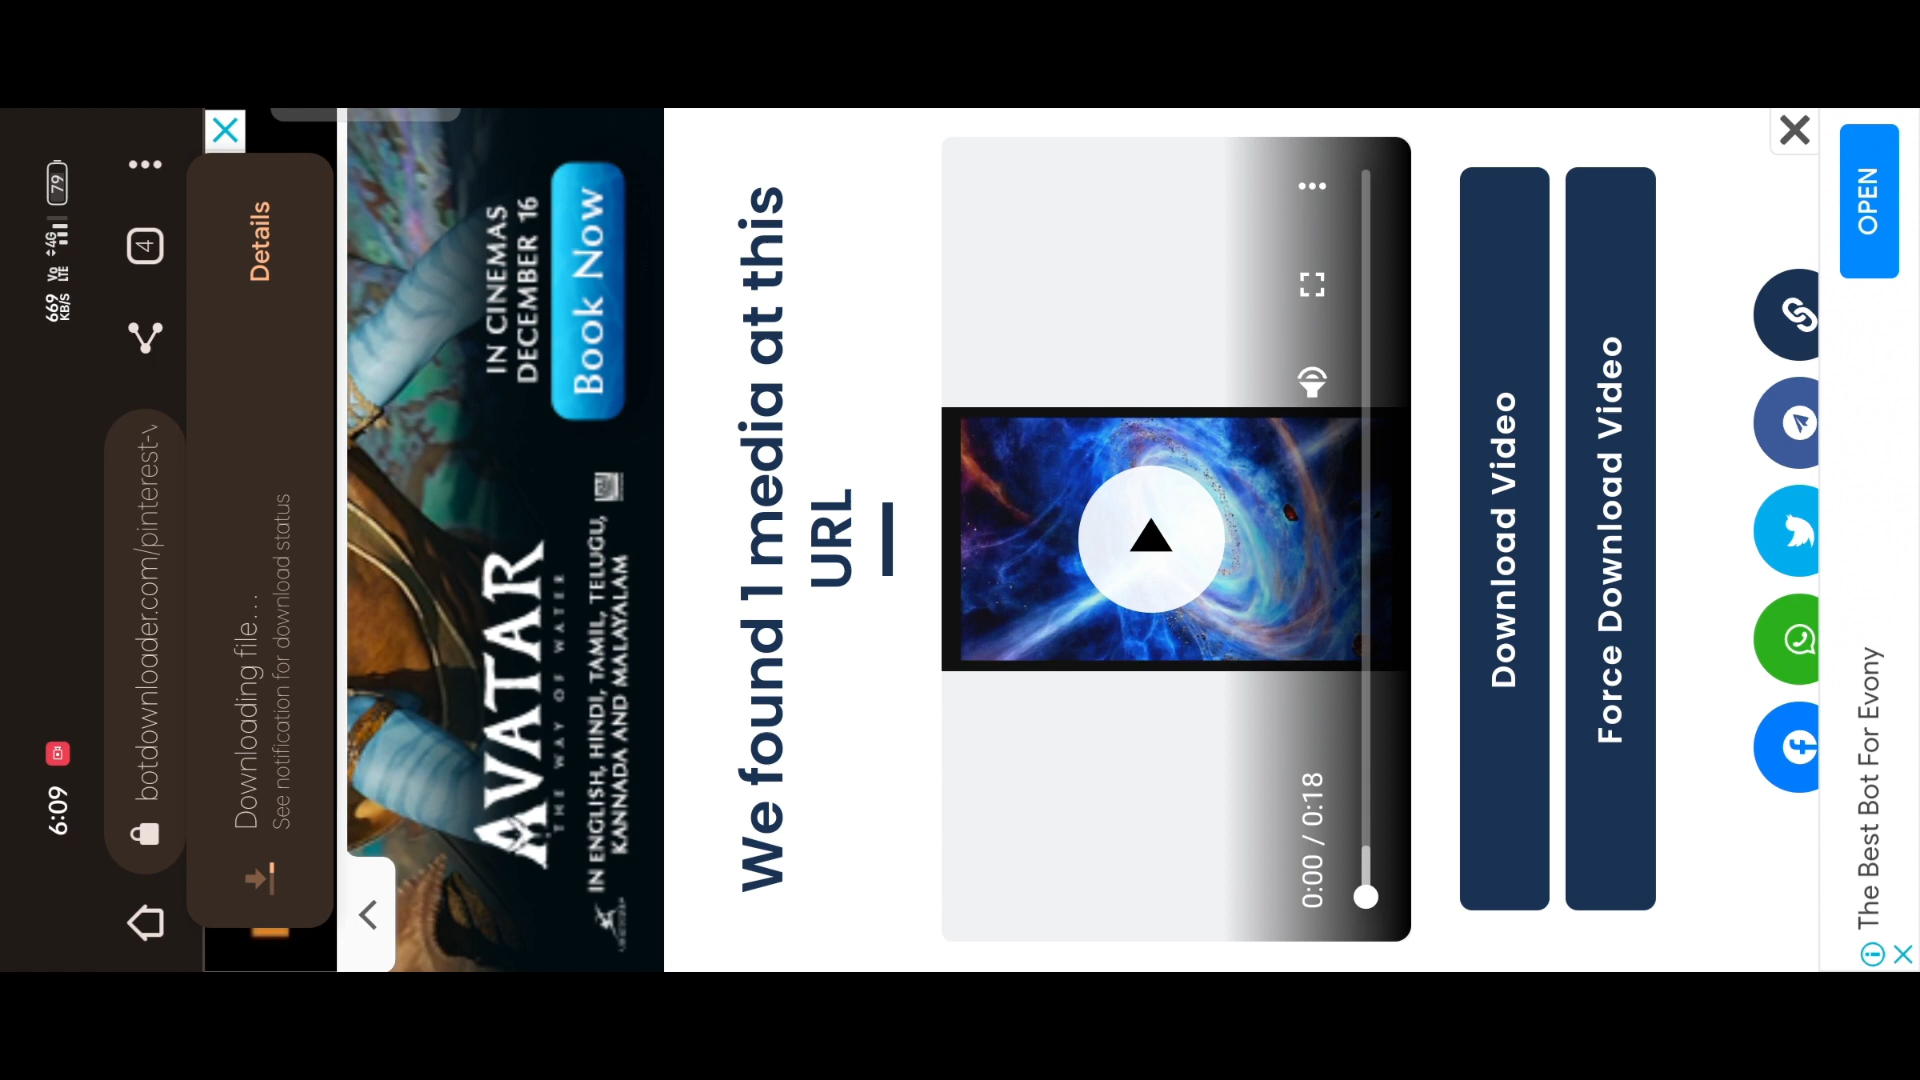 6:09
669 KB/s Vo LTE 4G 79
botdownloader.com/pinterest-v
4
Downloading file...
See notification for download status
Details
AVATAR
THE WAY OF WATER
IN CINEMAS
DECEMBER 16
IN ENGLISH, HINDI, TAMIL, TELUGU,
KANNADA AND MALAYALAM
Book Now
We found 1 media at this
URL
0:00 / 0:18
Download Video
Force Download Video
The Best Bot For Evony
OPEN